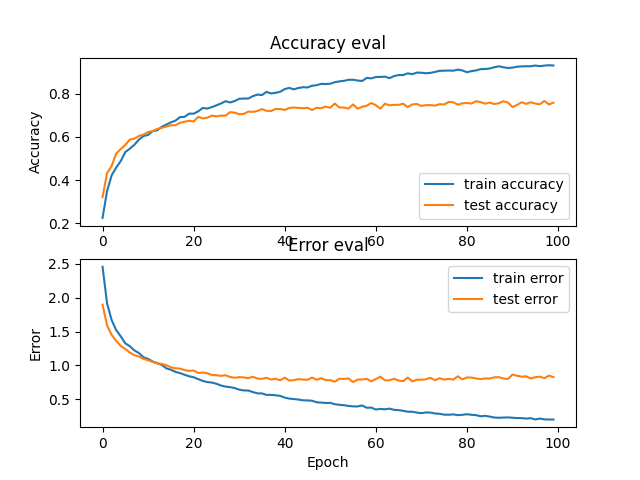 Accuracy eval
Accuracy
0.8
0.6
0.4
0.2
train accuracy
test accuracy
0 20 40 60 80 100
Error eval
Error
2.5
2.0
1.5
1.0
0.5
train error
test error
0 20 40 60 80 100
Epoch